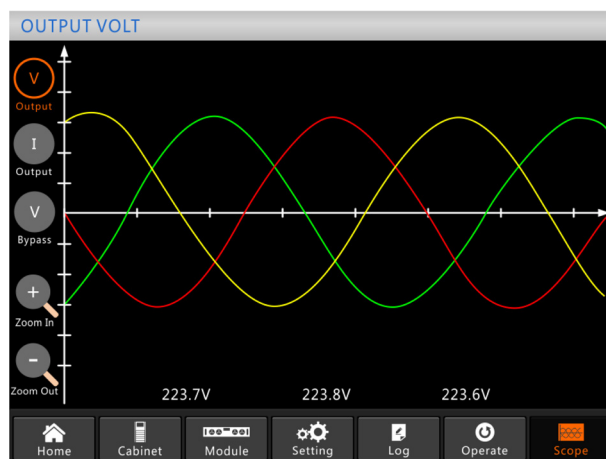 OUTPUT VOLT
V
Output
I
Output
V
Bypass
+
Zoom In
-
Zoom Out
223.7V 223.8V 223.6V
Home Cabinet Module Setting Log Operate Scope